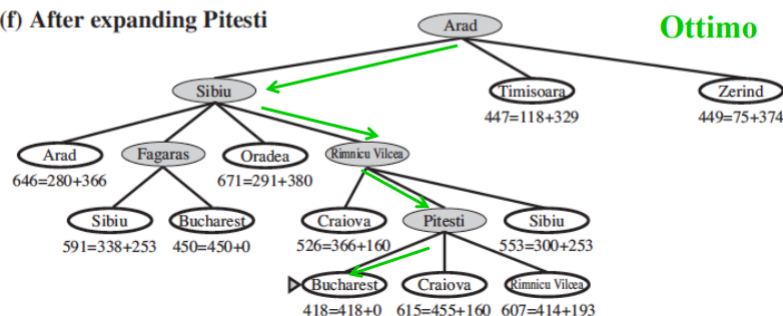 (f) After expanding Pitesti
Arad
Ottimo
Sibiu
Timisoara
Zerind
447=118+329
449=75+374
Arad
Fagaras
Oradea
Rimnicu Vilcea
646=280+366
671=291+380
Sibiu
Bucharest
Craiova
Pitesti
Sibiu
591=338+253
450=450+0
526=366+160
553=300+253
Bucharest
Craiova
Rimnicu Vilcea
418=418+0
615=455+160
607=414+193